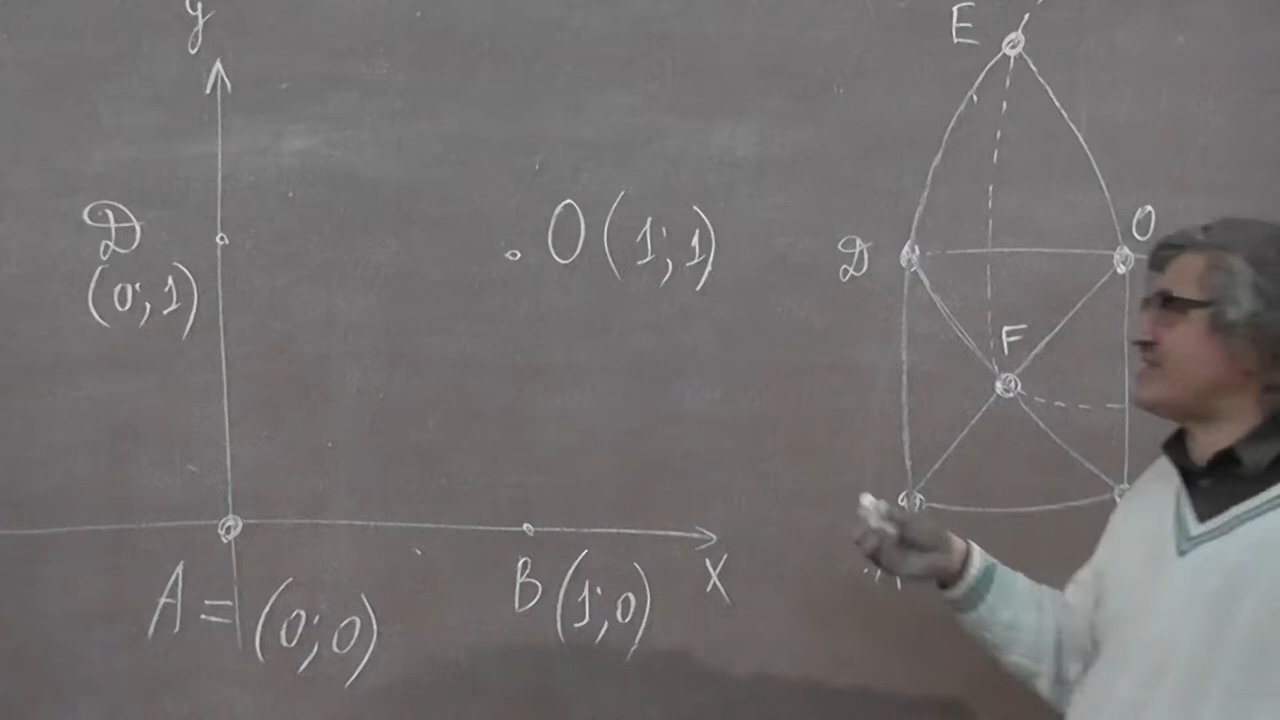 y
E
D
(0;1)
O (1;1)
D
O
F
A = (0;0)
B (1;0)
X